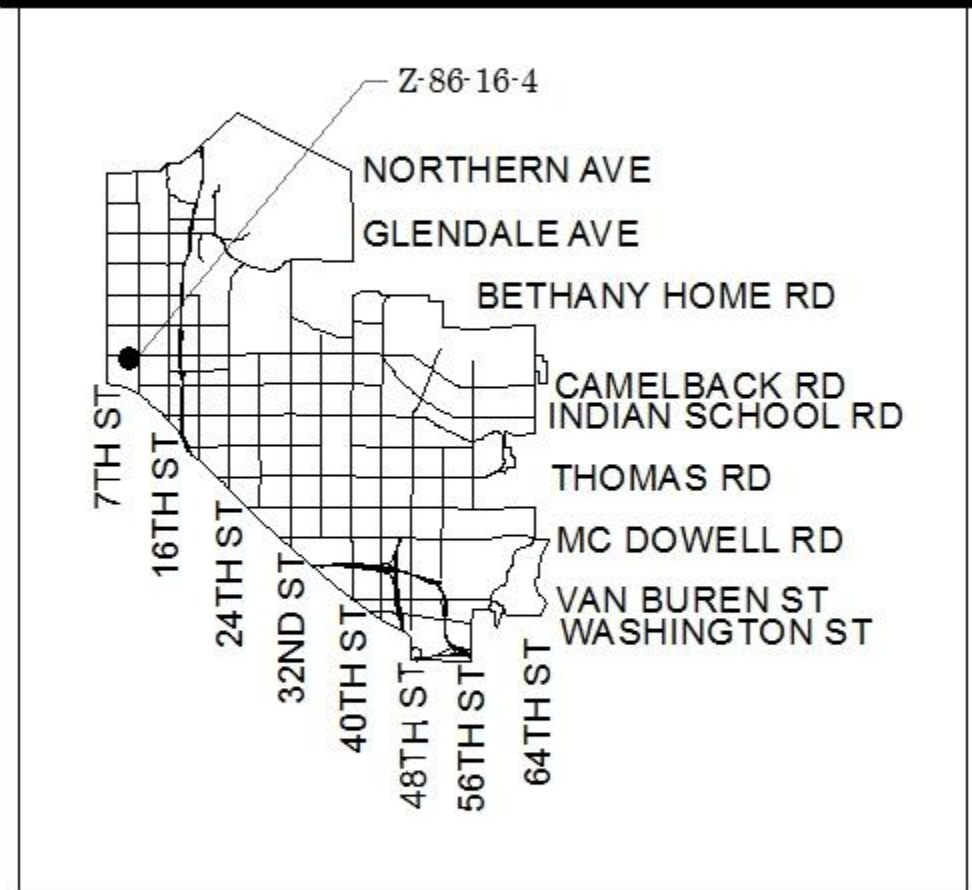 Z-86-16-4
NORTHERN AVE
GLENDALE AVE
BETHANY HOME RD
CAMELBACK RD
INDIAN SCHOOL RD
THOMAS RD
MC DOWELL RD
VAN BUREN ST
WASHINGTON ST
7TH ST
16TH ST
24TH ST
32ND ST
40TH ST
48TH ST
56TH ST
64TH ST